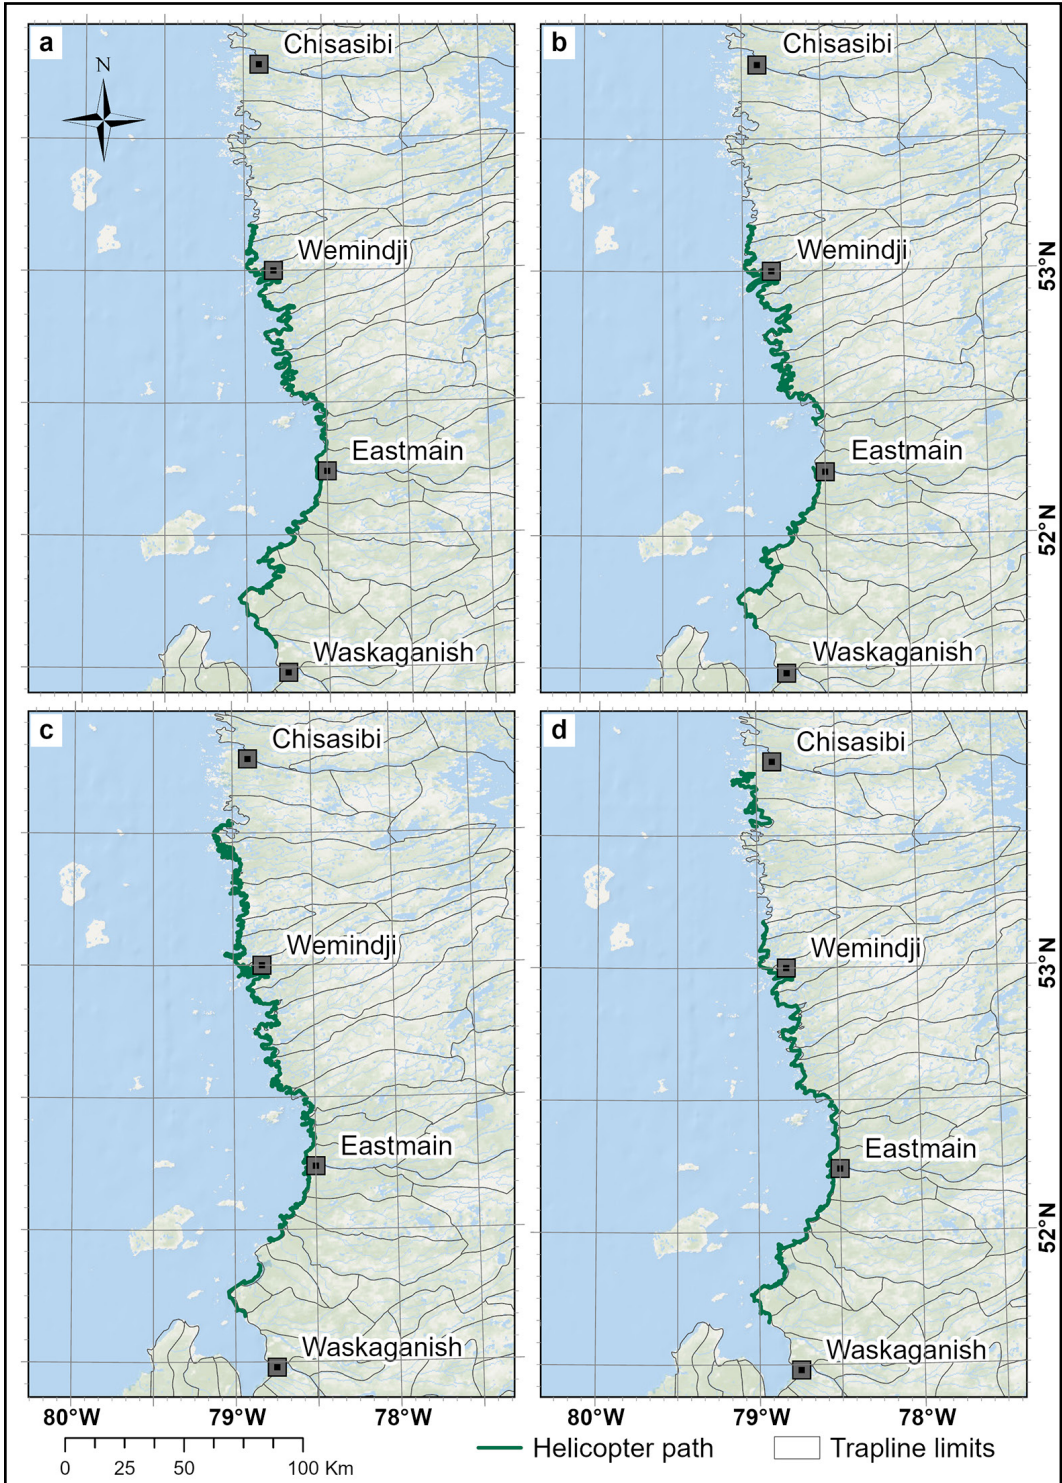 a
Chisasibi
N
Wemindji
Eastmain
Waskaganish
b
Chisasibi
Wemindji
Eastmain
Waskaganish
53°N
52°N
c
Chisasibi
Wemindji
Eastmain
Waskaganish
d
Chisasibi
Wemindji
Eastmain
Waskaganish
53°N
52°N
80°W 79°W 78°W 80°W 79°W 78°W
0 25 50 100 Km
Helicopter path
Trapline limits